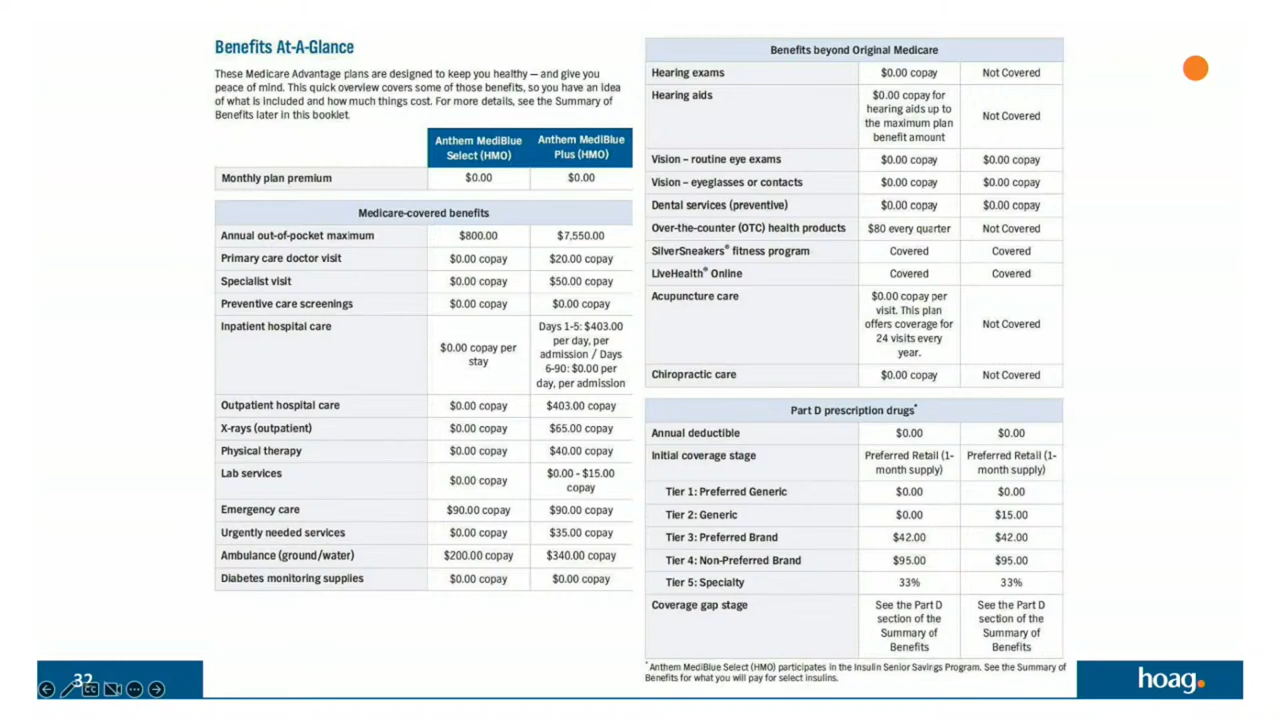 Benefits At-A-Glance
These Medicare Advantage plans are designed to keep you healthy — and give you
peace of mind. This quick overview covers some of those benefits, so you have an idea
of what is included and how much things cost. For more details, see the Summary of
Benefits later in this booklet.
Anthem MediBlue Select (HMO) Anthem MediBlue Plus (HMO)
Monthly plan premium $0.00 $0.00
Medicare-covered benefits
Annual out-of-pocket maximum $800.00 $7,550.00
Primary care doctor visit $0.00 copay $20.00 copay
Specialist visit $0.00 copay $50.00 copay
Preventive care screenings $0.00 copay $0.00 copay
Inpatient hospital care $0.00 copay per stay Days 1-5: $403.00 per day, per admission / Days 6-90: $0.00 per day, per admission
Outpatient hospital care $0.00 copay $403.00 copay
X-rays (outpatient) $0.00 copay $65.00 copay
Physical therapy $0.00 copay $40.00 copay
Lab services $0.00 copay $0.00 - $15.00 copay
Emergency care $90.00 copay $90.00 copay
Urgently needed services $0.00 copay $35.00 copay
Ambulance (ground/water) $200.00 copay $340.00 copay
Diabetes monitoring supplies $0.00 copay $0.00 copay
Benefits beyond Original Medicare
Hearing exams $0.00 copay Not Covered
Hearing aids $0.00 copay for hearing aids up to the maximum plan benefit amount Not Covered
Vision – routine eye exams $0.00 copay $0.00 copay
Vision – eyeglasses or contacts $0.00 copay $0.00 copay
Dental services (preventive) $0.00 copay $0.00 copay
Over-the-counter (OTC) health products $80 every quarter Not Covered
SilverSneakers® fitness program Covered Covered
LiveHealth® Online Covered Covered
Acupuncture care $0.00 copay per visit. This plan offers coverage for 24 visits every year. Not Covered
Chiropractic care $0.00 copay Not Covered
Part D prescription drugs*
Annual deductible $0.00 $0.00
Initial coverage stage Preferred Retail (1-month supply) Preferred Retail (1-month supply)
Tier 1: Preferred Generic $0.00 $0.00
Tier 2: Generic $0.00 $15.00
Tier 3: Preferred Brand $42.00 $42.00
Tier 4: Non-Preferred Brand $95.00 $95.00
Tier 5: Specialty 33% 33%
Coverage gap stage See the Part D section of the Summary of Benefits See the Part D section of the Summary of Benefits
*Anthem MediBlue Select (HMO) participates in the Insulin Senior Savings Program. See the Summary of
Benefits for what you will pay for select insulins.
32
CC
hoag.